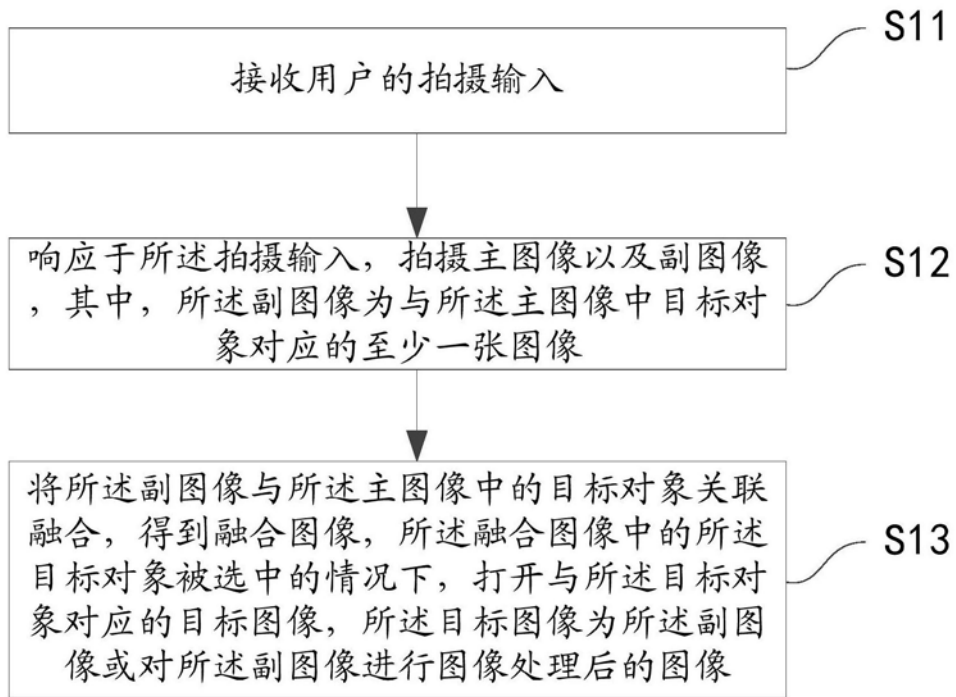 S11
接收用户的拍摄输入
S12
响应于所述拍摄输入，拍摄主图像以及副图像
，其中，所述副图像为与所述主图像中目标对
象对应的至少一张图像
S13
将所述副图像与所述主图像中的目标对象关联
融合，得到融合图像，所述融合图像中的所述
目标对象被选中的情况下，打开与所述目标对
象对应的目标图像，所述目标图像为所述副图
像或对所述副图像进行图像处理后的图像